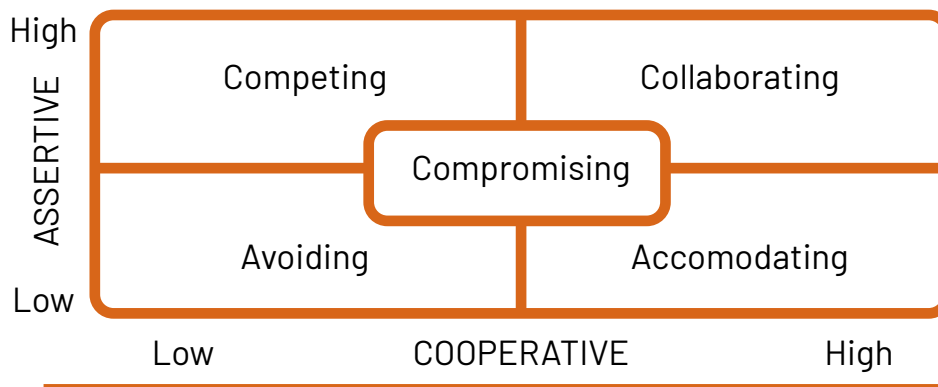 High
Competing
Collaborating
ASSERTIVE
Compromising
Avoiding
Accomodating
Low
Low
COOPERATIVE
High